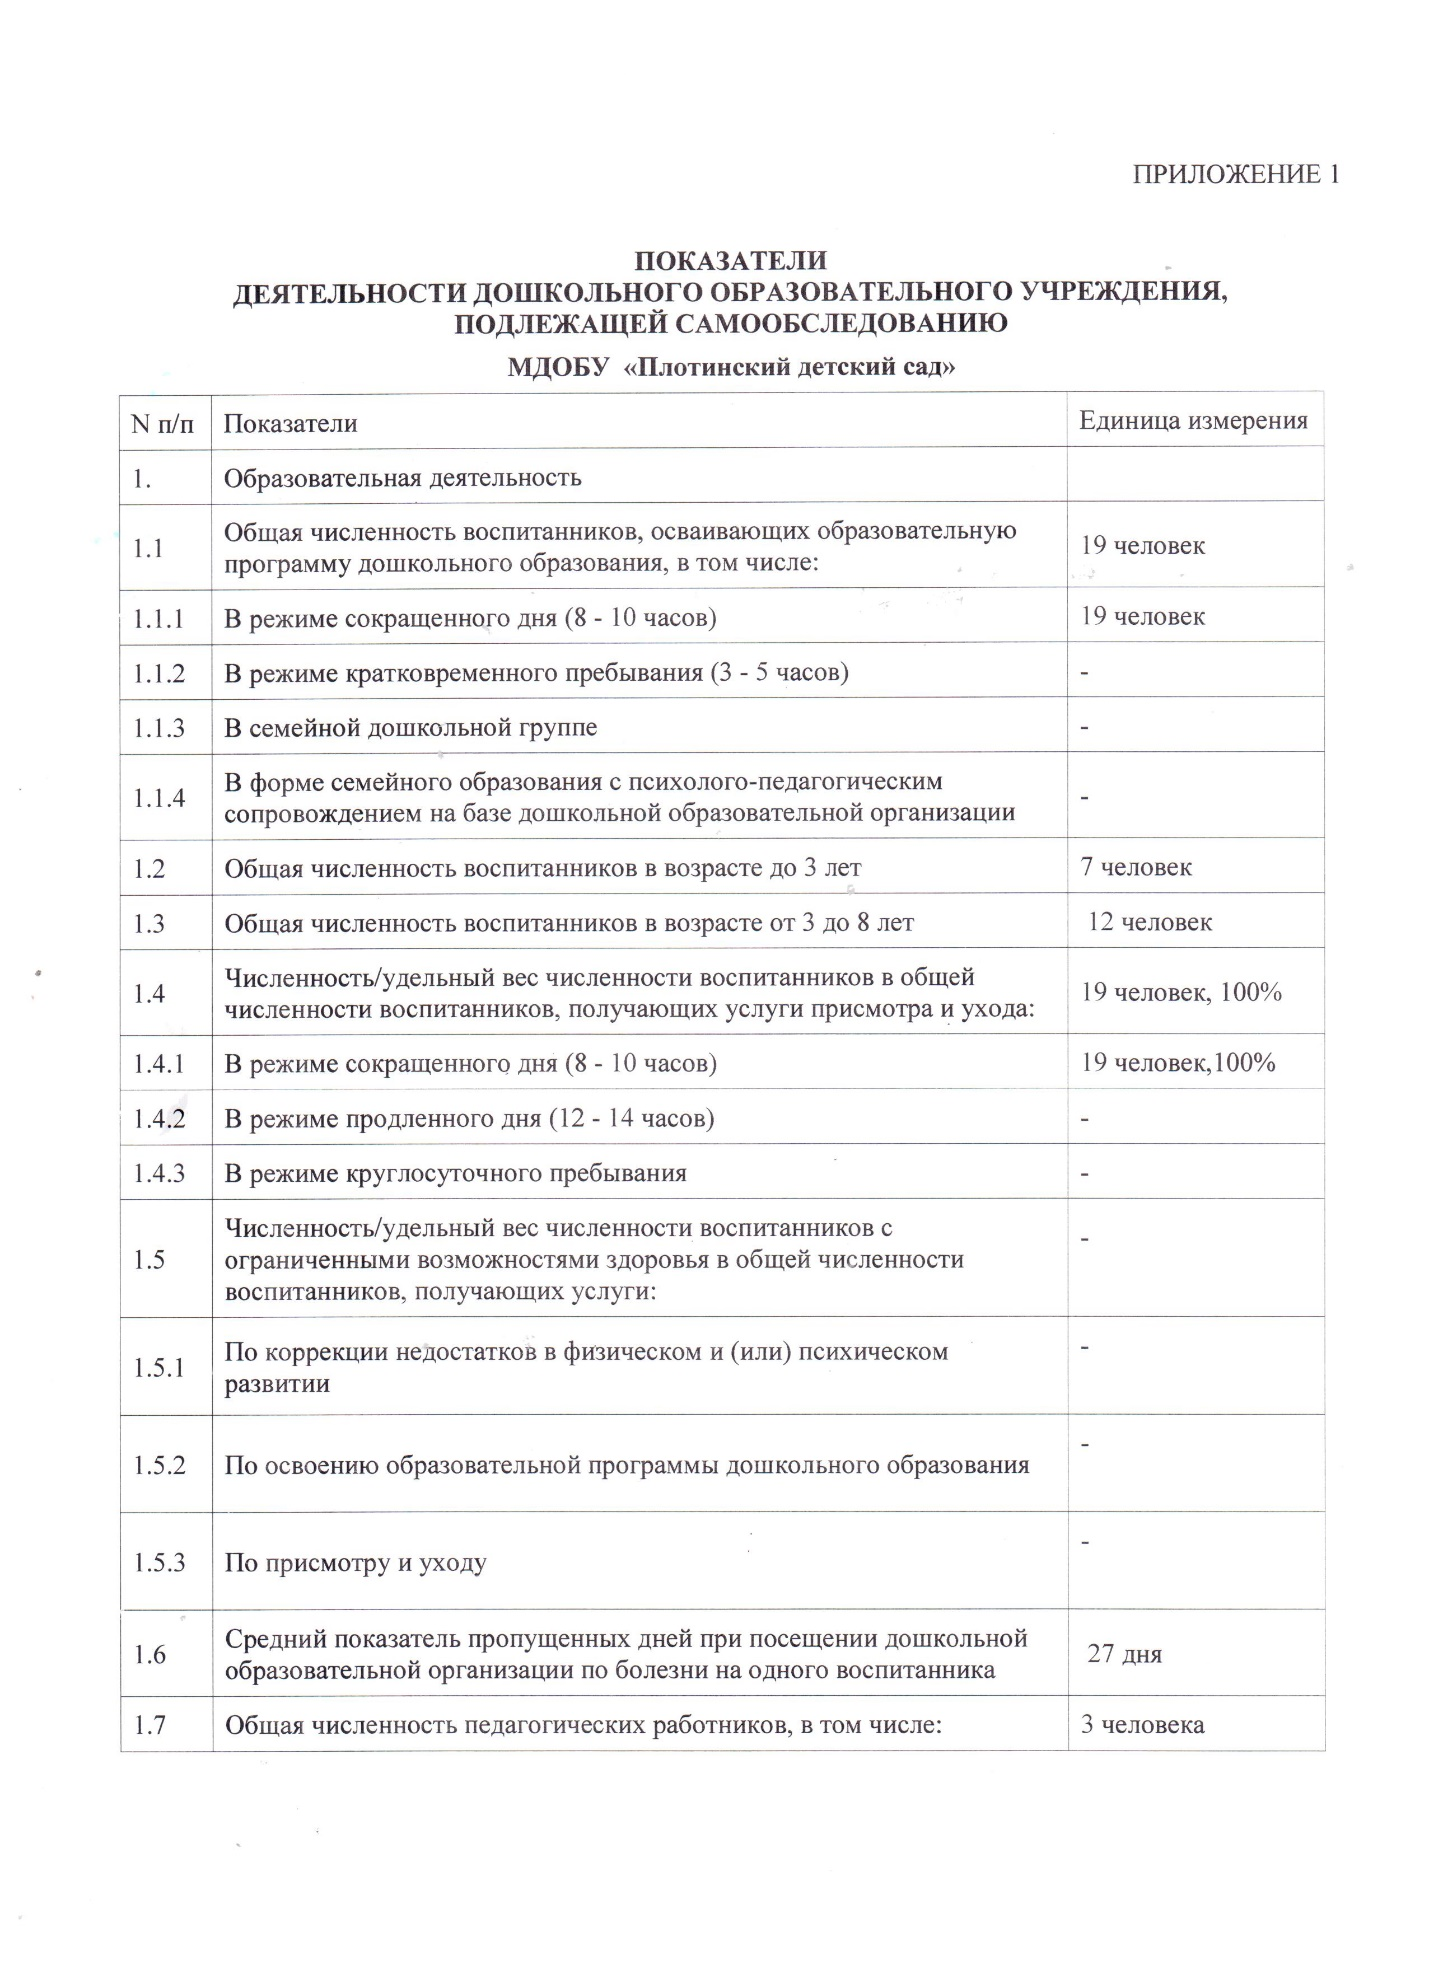 ПРИЛОЖЕНИЕ 1
ПОКАЗАТЕЛИ
ДЕЯТЕЛЬНОСТИ ДОШКОЛЬНОГО ОБРАЗОВАТЕЛЬНОГО УЧРЕЖДЕНИЯ,
ПОДЛЕЖАЩЕЙ САМООБСЛЕДОВАНИЮ
МДОБУ «Плотинский детский сад»
N п/п Показатели Единица измерения
1. Образовательная деятельность
1.1 Общая численность воспитанников, осваивающих образовательную
программу дошкольного образования, в том числе: 19 человек
1.1.1 В режиме сокращенного дня (8 - 10 часов) 19 человек
1.1.2 В режиме кратковременного пребывания (3 - 5 часов) -
1.1.3 В семейной дошкольной группе -
1.1.4 В форме семейного образования с психолого-педагогическим
сопровождением на базе дошкольной образовательной организации -
1.2 Общая численность воспитанников в возрасте до 3 лет 7 человек
1.3 Общая численность воспитанников в возрасте от 3 до 8 лет 12 человек
1.4 Численность/удельный вес численности воспитанников в общей
численности воспитанников, получающих услуги присмотра и ухода: 19 человек, 100%
1.4.1 В режиме сокращенного дня (8 - 10 часов) 19 человек,100%
1.4.2 В режиме продленного дня (12 - 14 часов) -
1.4.3 В режиме круглосуточного пребывания -
1.5 Численность/удельный вес численности воспитанников с
ограниченными возможностями здоровья в общей численности
воспитанников, получающих услуги: -
1.5.1 По коррекции недостатков в физическом и (или) психическом
развитии -
1.5.2 По освоению образовательной программы дошкольного образования -
1.5.3 По присмотру и уходу -
1.6 Средний показатель пропущенных дней при посещении дошкольной
образовательной организации по болезни на одного воспитанника 27 дня
1.7 Общая численность педагогических работников, в том числе: 3 человека